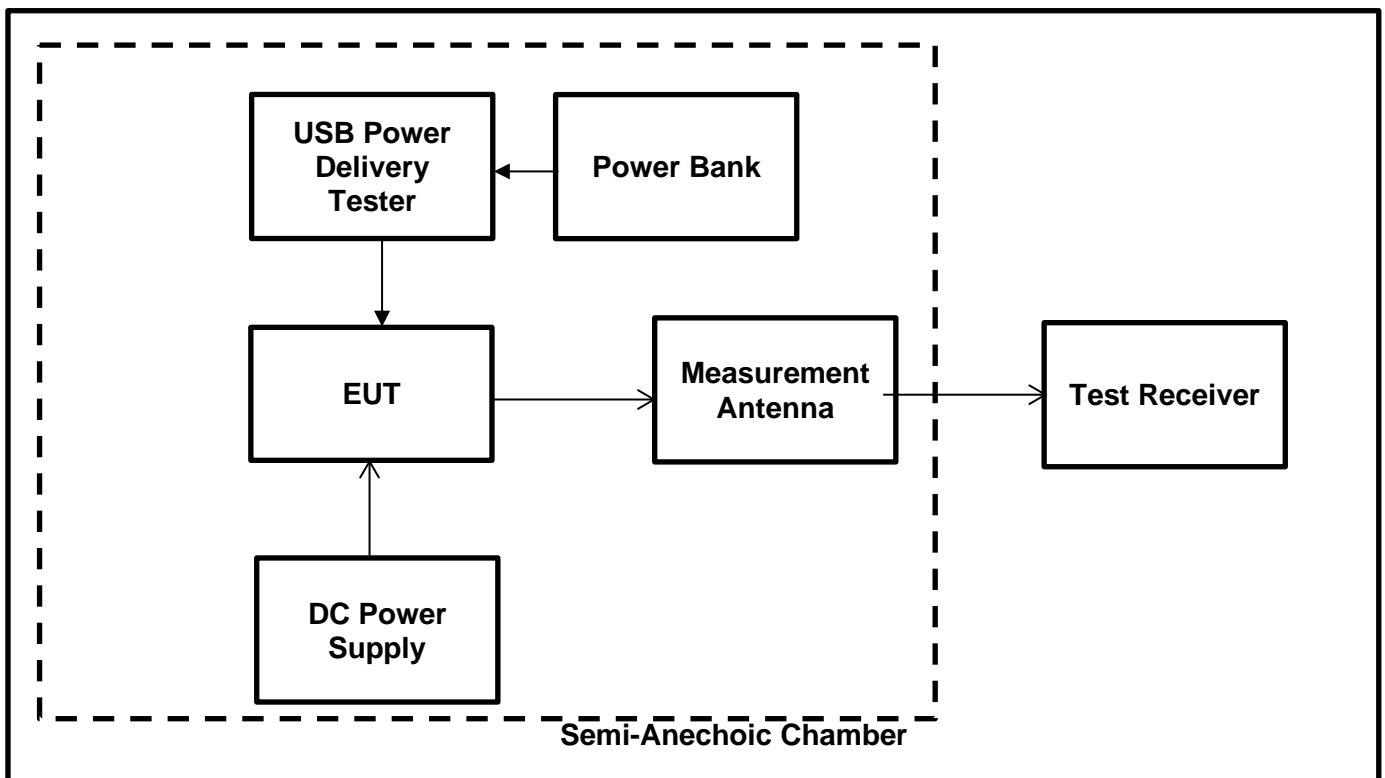 USB Power
Delivery
Tester
Power Bank
EUT
Measurement
Antenna
Test Receiver
DC Power
Supply
Semi-Anechoic Chamber